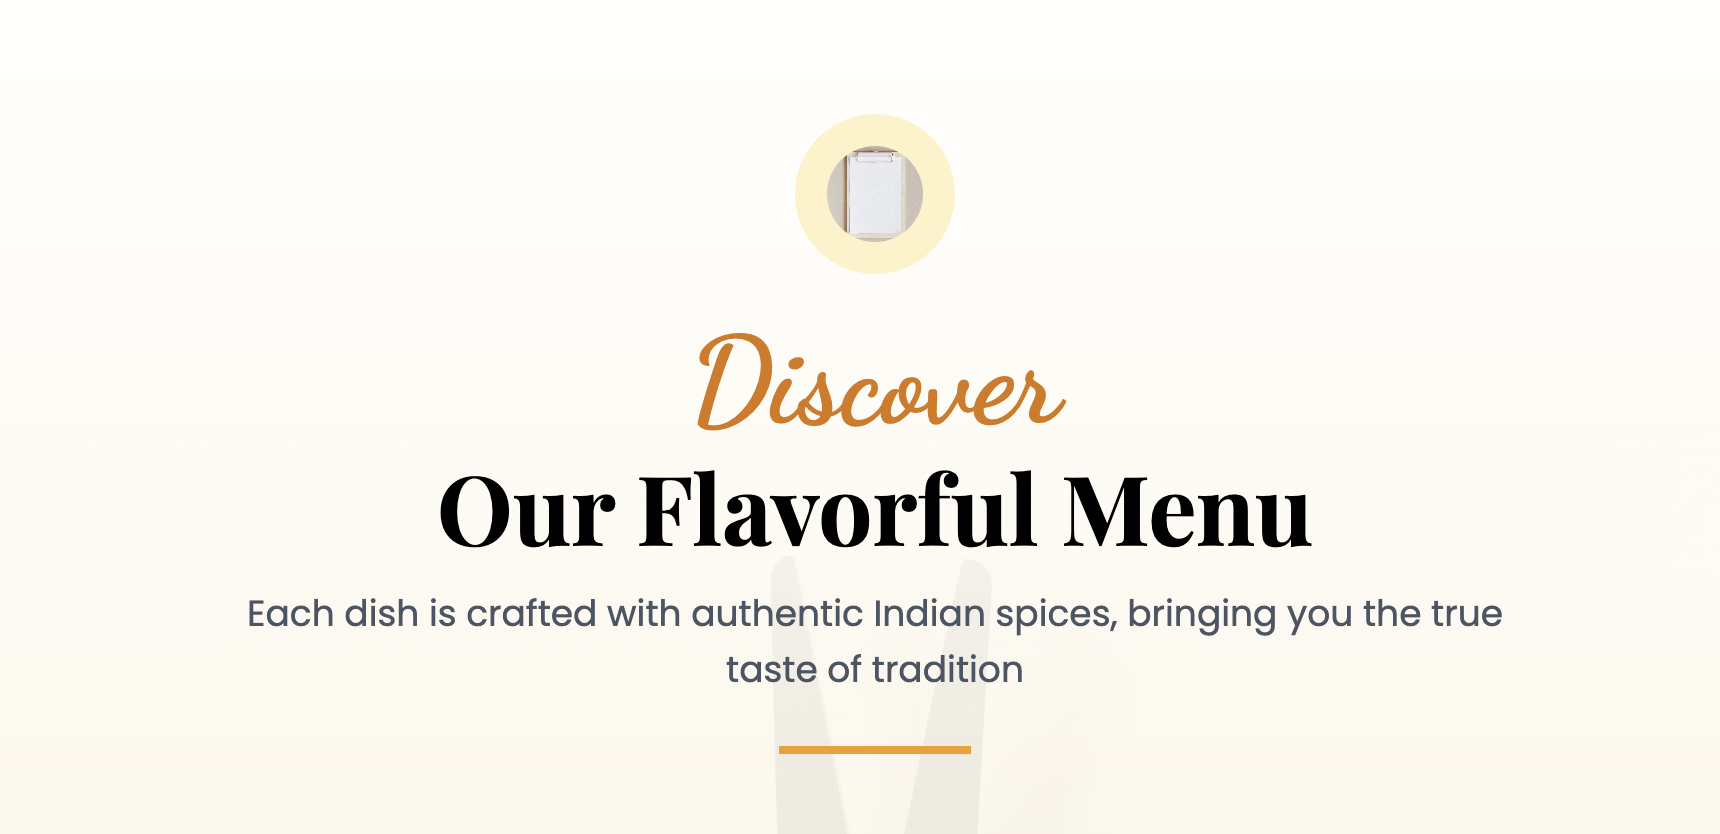 Discover
Our Flavorful Menu
Each dish is crafted with authentic Indian spices, bringing you the true
taste of tradition